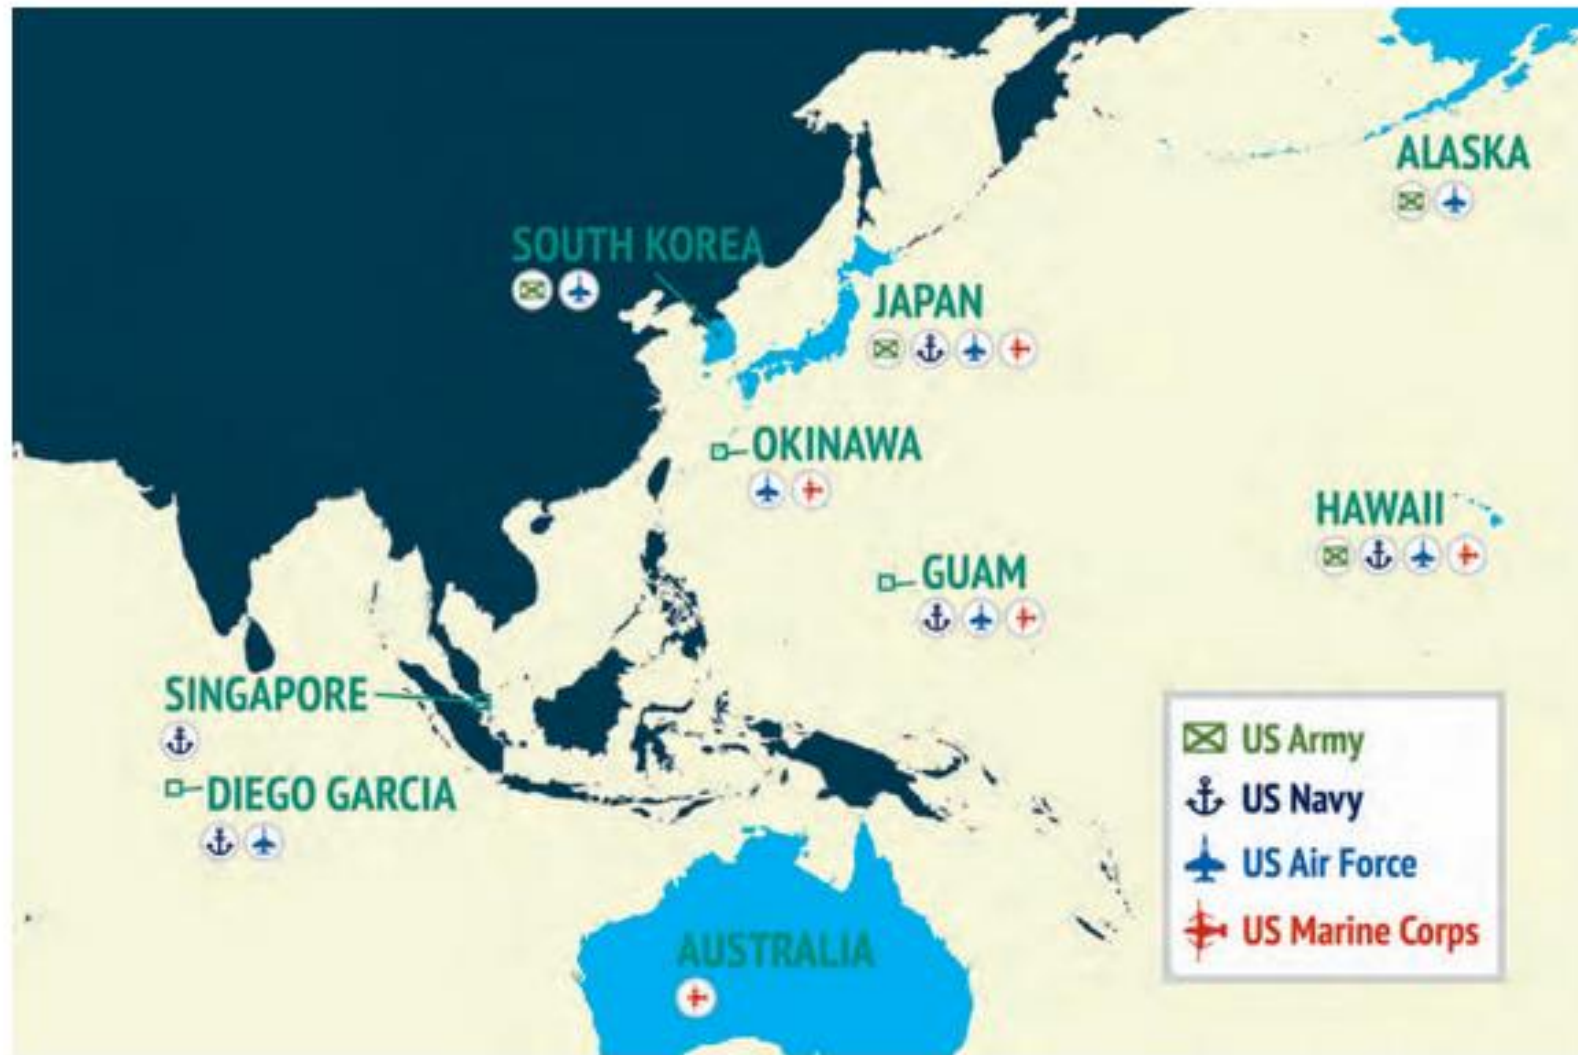 ALASKA
SOUTH KOREA
JAPAN
OKINAWA
HAWAII
GUAM
SINGAPORE
DIEGO GARCIA
AUSTRALIA
US Army
US Navy
US Air Force
US Marine Corps